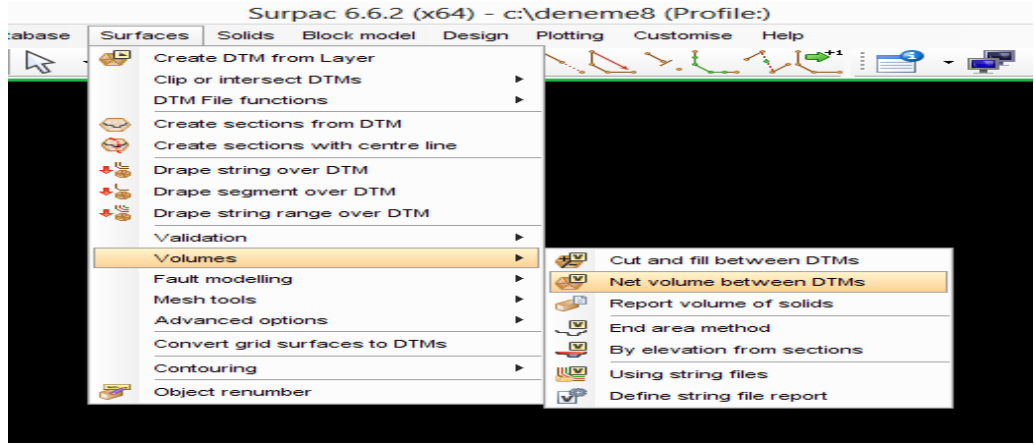 Surpac 6.6.2 (x64) - c:\deneme8 (Profile:)
abase Surfaces Solids Block model Design Plotting Customise Help
+1
Create DTM from Layer
Clip or intersect DTMs
DTM File functions
Create sections from DTM
Create sections with centre line
Drape string over DTM
Drape segment over DTM
Drape string range over DTM
Validation
Volumes
Fault modelling
Mesh tools
Advanced options
Convert grid surfaces to DTMs
Contouring
Object renumber
Cut and fill between DTMs
Net volume between DTMs
Report volume of solids
End area method
By elevation from sections
Using string files
Define string file report